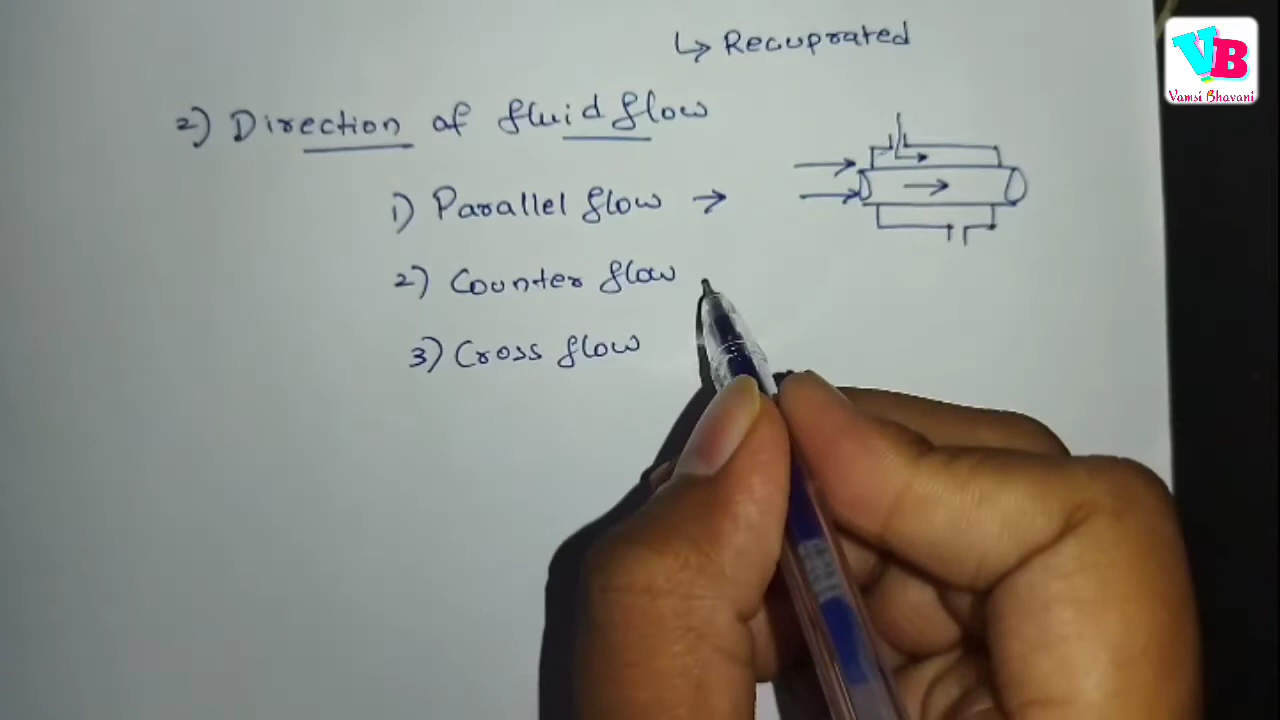 ↳ Recuprated
VB
Vamsi Bhavani
2) Direction of fluid flow
1) Parallel flow →
2) Counter flow
3) Cross flow